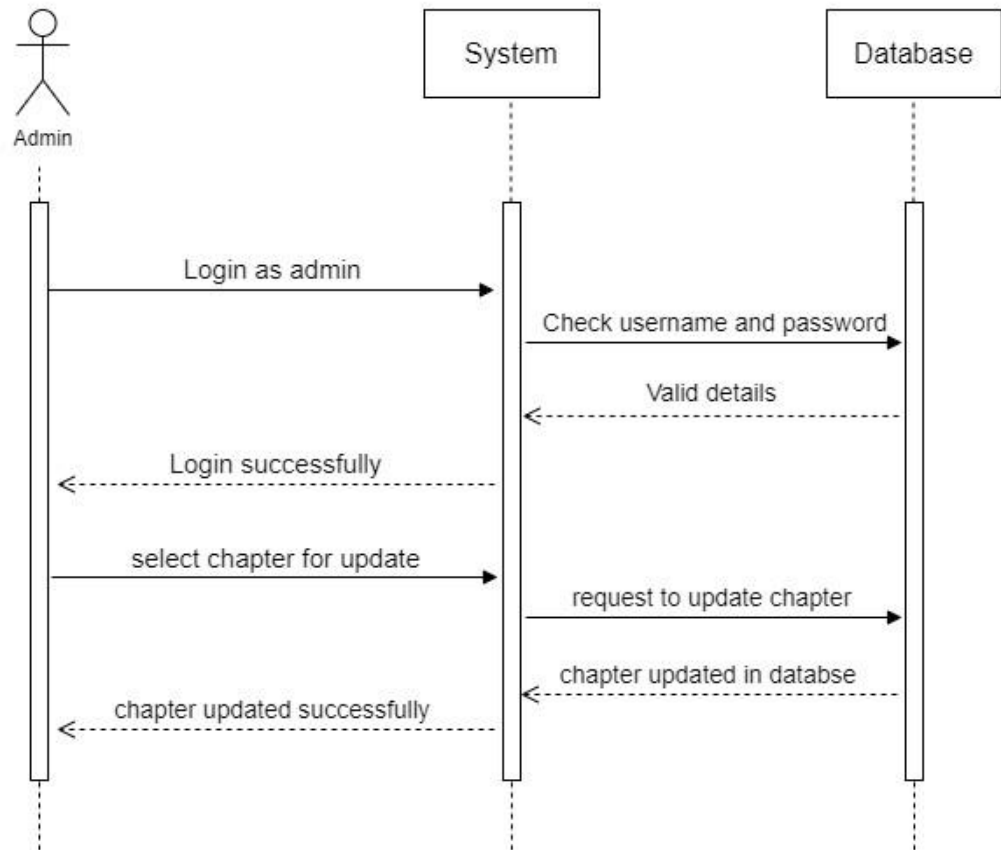 System
Database
Admin
Login as admin
Check username and password
Valid details
Login successfully
select chapter for update
request to update chapter
chapter updated in databse
chapter updated successfully